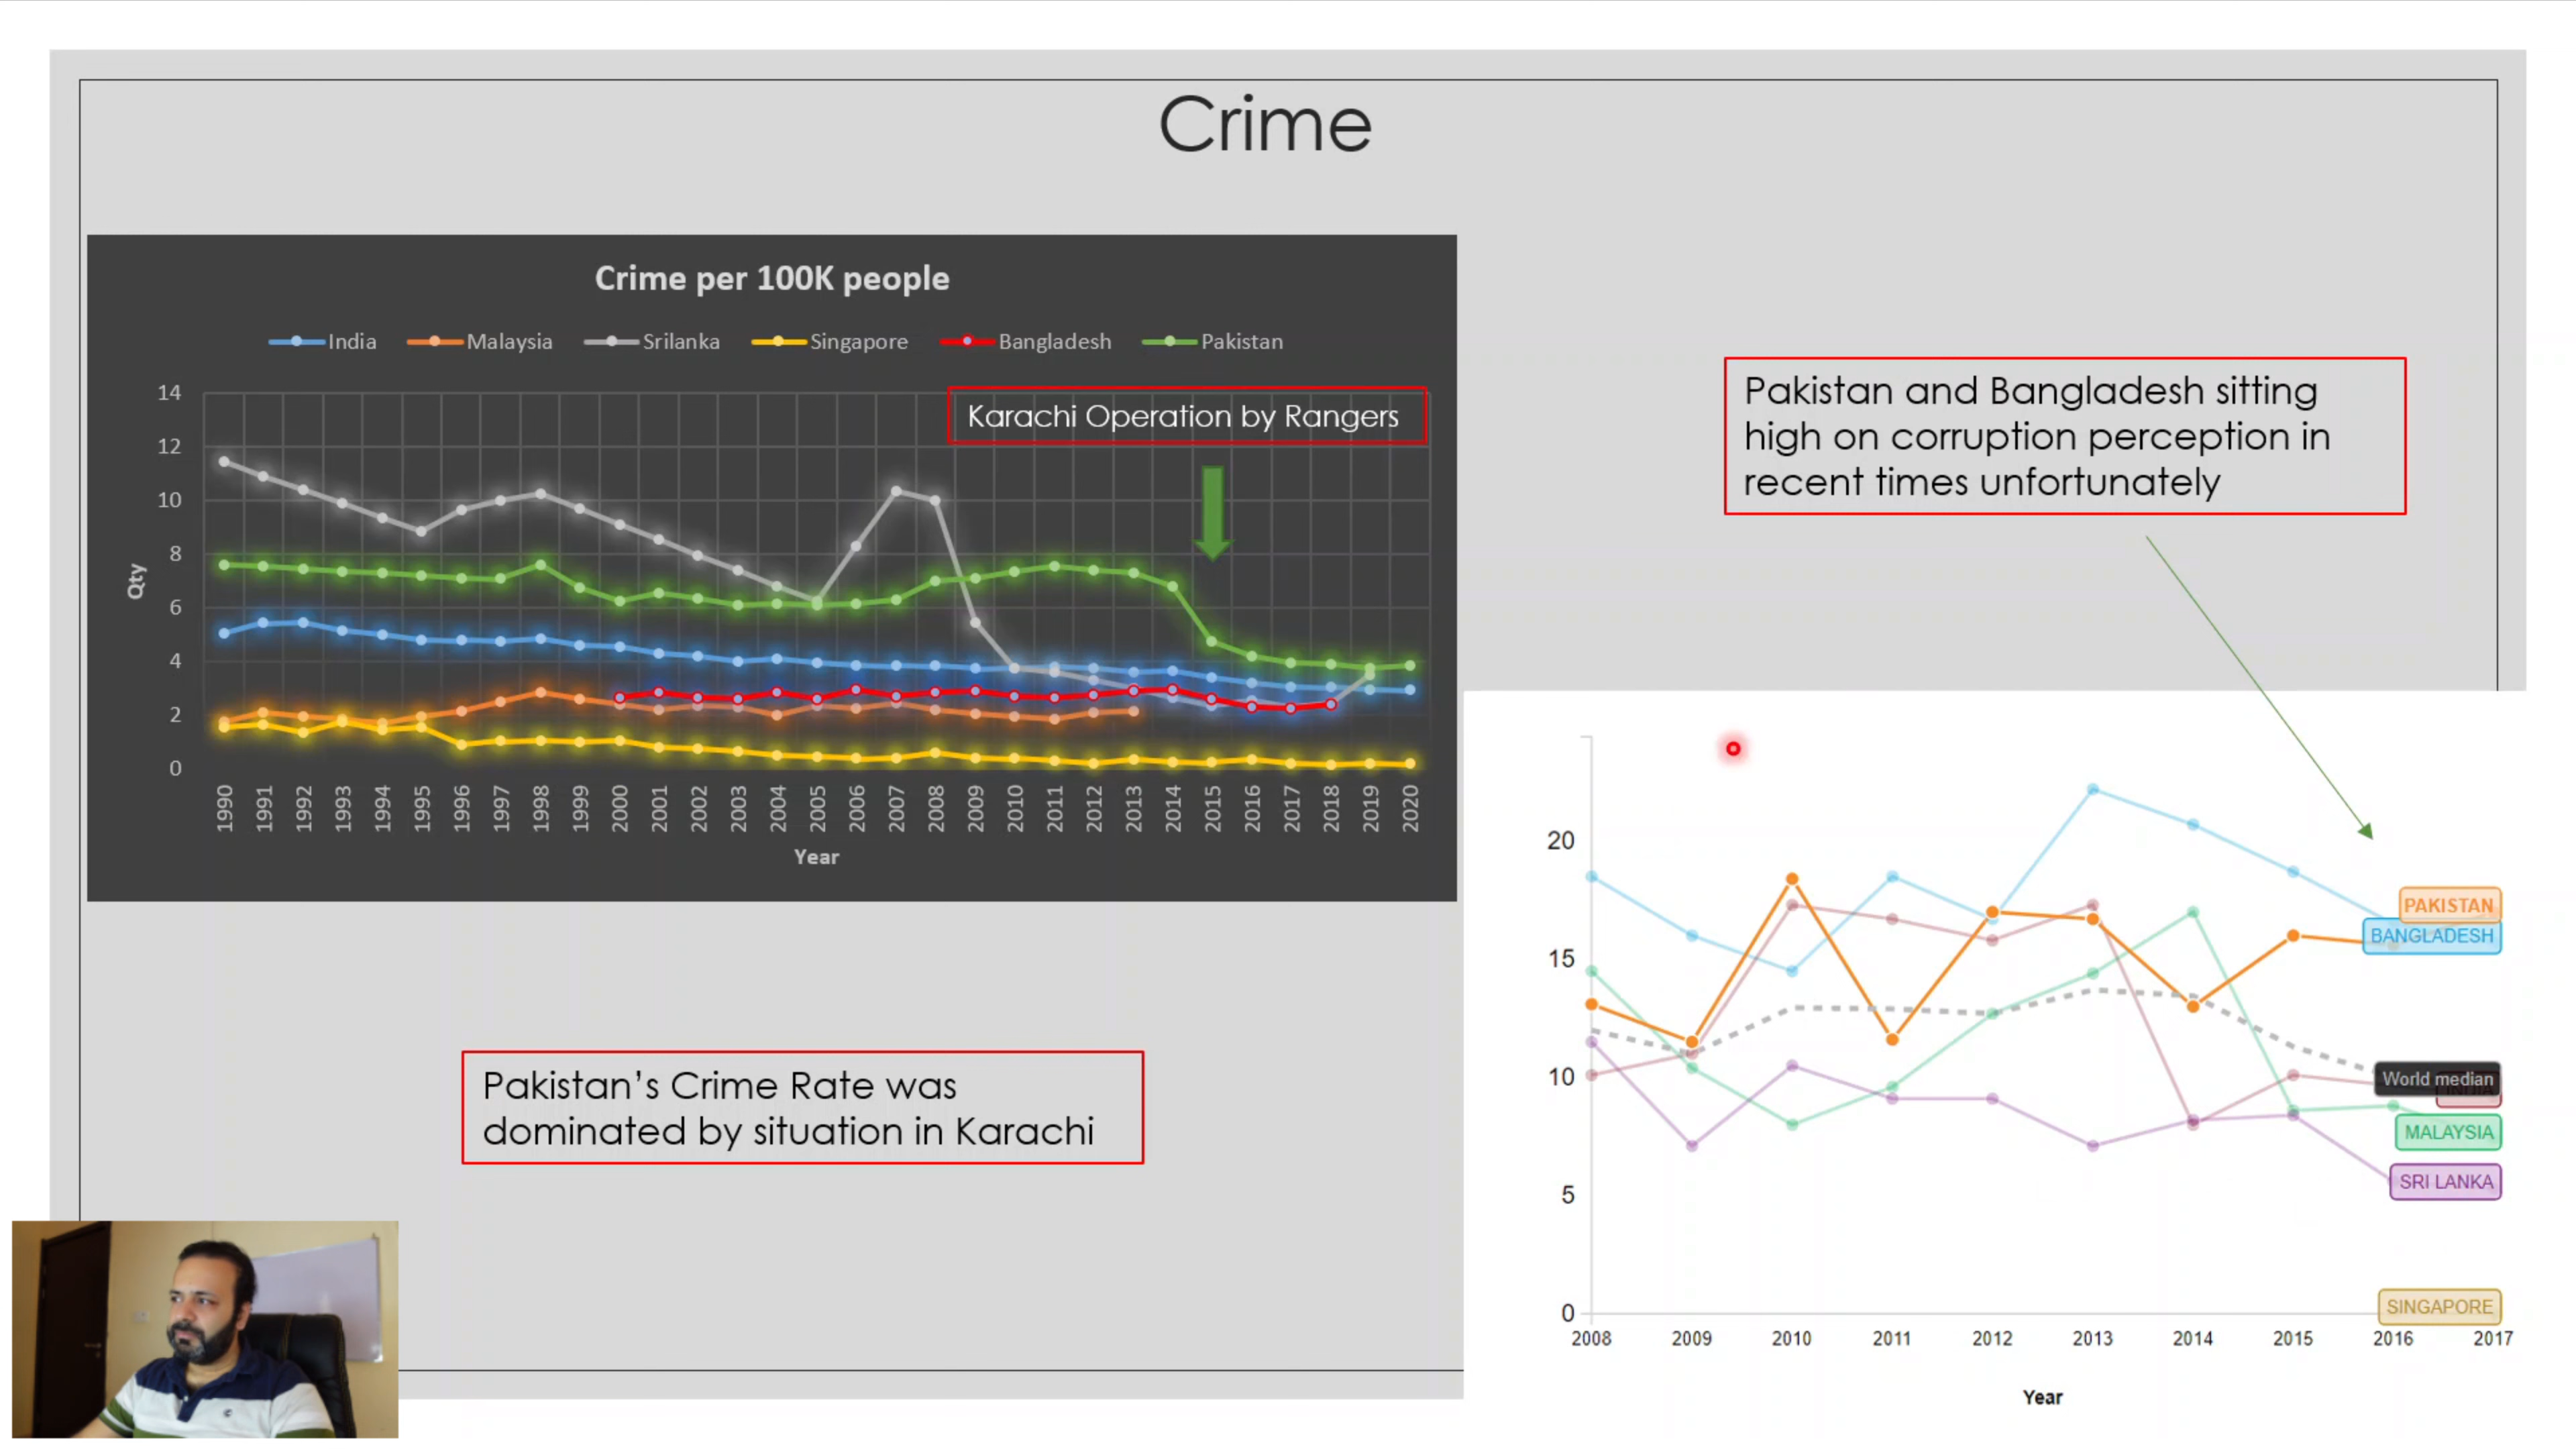 Crime
Crime per 100K people
India Malaysia Srilanka Singapore Bangladesh Pakistan
Karachi Operation by Rangers
14
12
10
8
6
4
2
0
Qty
1990 1991 1992 1993 1994 1995 1996 1997 1998 1999 2000 2001 2002 2003 2004 2005 2006 2007 2008 2009 2010 2011 2012 2013 2014 2015 2016 2017 2018 2019 2020
Year
Pakistan and Bangladesh sitting
high on corruption perception in
recent times unfortunately
Pakistan's Crime Rate was
dominated by situation in Karachi
20
15
10
5
0
PAKISTAN
BANGLADESH
World median
MALAYSIA
SRI LANKA
SINGAPORE
2008 2009 2010 2011 2012 2013 2014 2015 2016 2017
Year